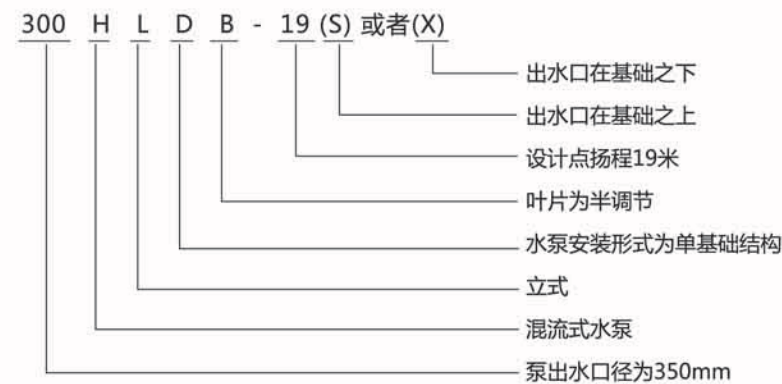 300 H L D B - 19 (S) 或者(X)
出水口在基础之下
出水口在基础之上
设计点扬程19米
叶片为半调节
水泵安装形式为单基础结构
立式
混流式水泵
泵出水口径为350mm